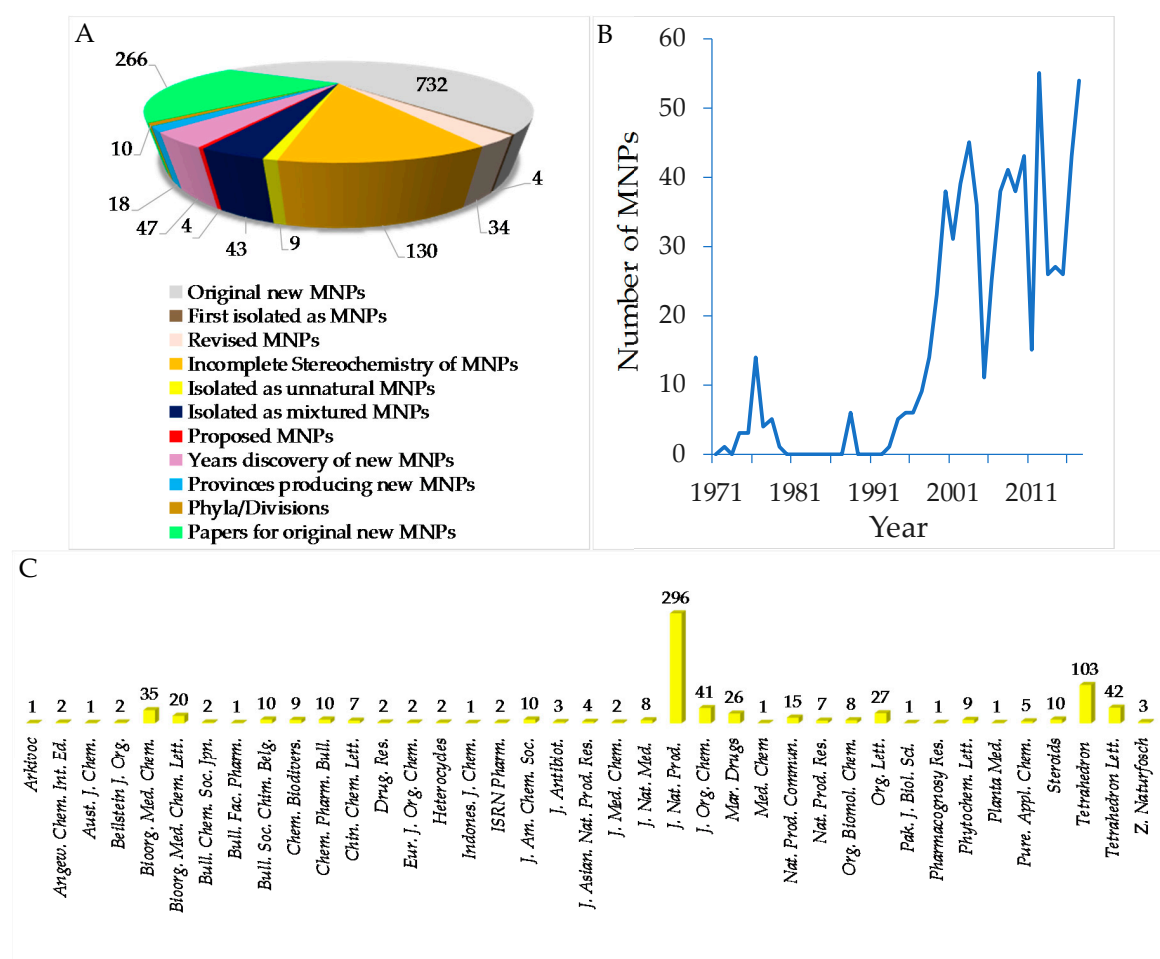 A
266
732
10
18
47
4
43
9
130
34
4
Original new MNPs
First isolated as MNPs
Revised MNPs
Incomplete Stereochemistry of MNPs
Isolated as unnatural MNPs
Isolated as mixtured MNPs
Proposed MNPs
Years discovery of new MNPs
Provinces producing new MNPs
Phyla/Divisions
Papers for original new MNPs
B
Number of MNPs
60
50
40
30
20
10
0
1971 1981 1991 2001 2011
Year
C
1 2 1 2 35 20 2 1 10 9 10 7 2 2 2 1 2 10 3 4 2 8 296 41 26 1 15 7 8 27 1 1 9 1 5 10 103 42 3
Arkivoc
Angew. Chem. Int. Ed.
Aust. J. Chem.
Beilstein J. Org.
Bioorg. Med. Chem.
Bioorg. Med. Chem. Lett.
Bull. Chem. Soc. Jpn.
Bull. Fac. Pharm.
Bull. Soc. Chim. Belg.
Chem. Biodivers.
Chem. Pharm. Bull.
Chin. Chem. Lett.
Drug. Res.
Eur. J. Org. Chem.
Heterocycles
Indones. J. Chem.
ISRN Pharm.
J. Am. Chem. Soc.
J. Antibiot.
J. Asian. Nat. Prod. Res.
J. Med. Chem.
J. Nat. Med.
J. Nat. Prod.
J. Org. Chem.
Mar. Drugs
Med. Chem
Nat. Prod. Commun.
Nat. Prod. Res.
Org. Biomol. Chem.
Org. Lett.
Pak. J. Biol. Sci.
Pharmacognosy Res.
Phytochem. Lett.
Planta Med.
Pure. Appl. Chem.
Steroids
Tetrahedron
Tetrahedron Lett.
Z. Naturfosch